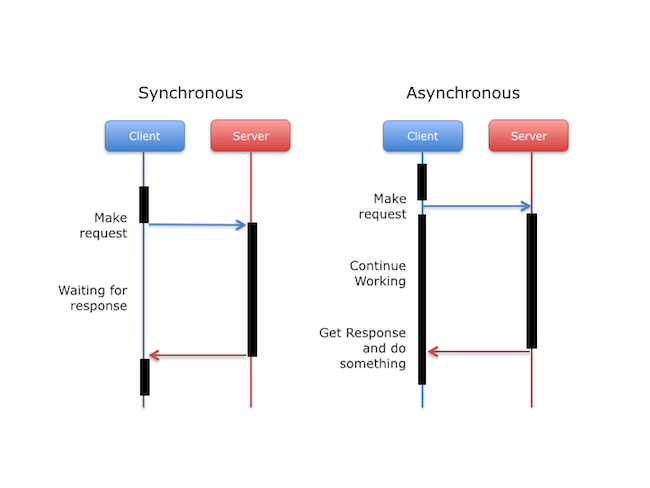 Synchronous
Client
Server
Make
request
Waiting for
response
Asynchronous
Client
Server
Make
request
Continue
Working
Get Response
and do
something